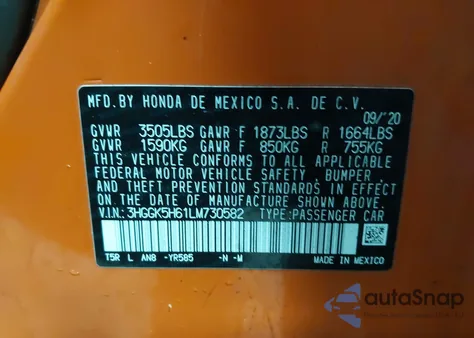 MFD.BY HONDA DE MEXICO S.A. DE C.V.
09/'20
GVWR 3505LBS GAWR F 1873LBS R 1664LBS
GVWR 1590KG GAWR F 850KG R 755KG
THIS VEHICLE CONFORMS TO ALL APPLICABLE
FEDERAL MOTOR VEHICLE SAFETY, BUMPER,
AND THEFT PREVENTION STANDARDS IN EFFECT
ON THE DATE OF MANUFACTURE SHOWN ABOVE.
V.I.N.: 3HGGK5H61LM730582 TYPE:PASSENGER CAR
T5R L AN8 -YR585 -N -M MADE IN MEXICO
autoSnap